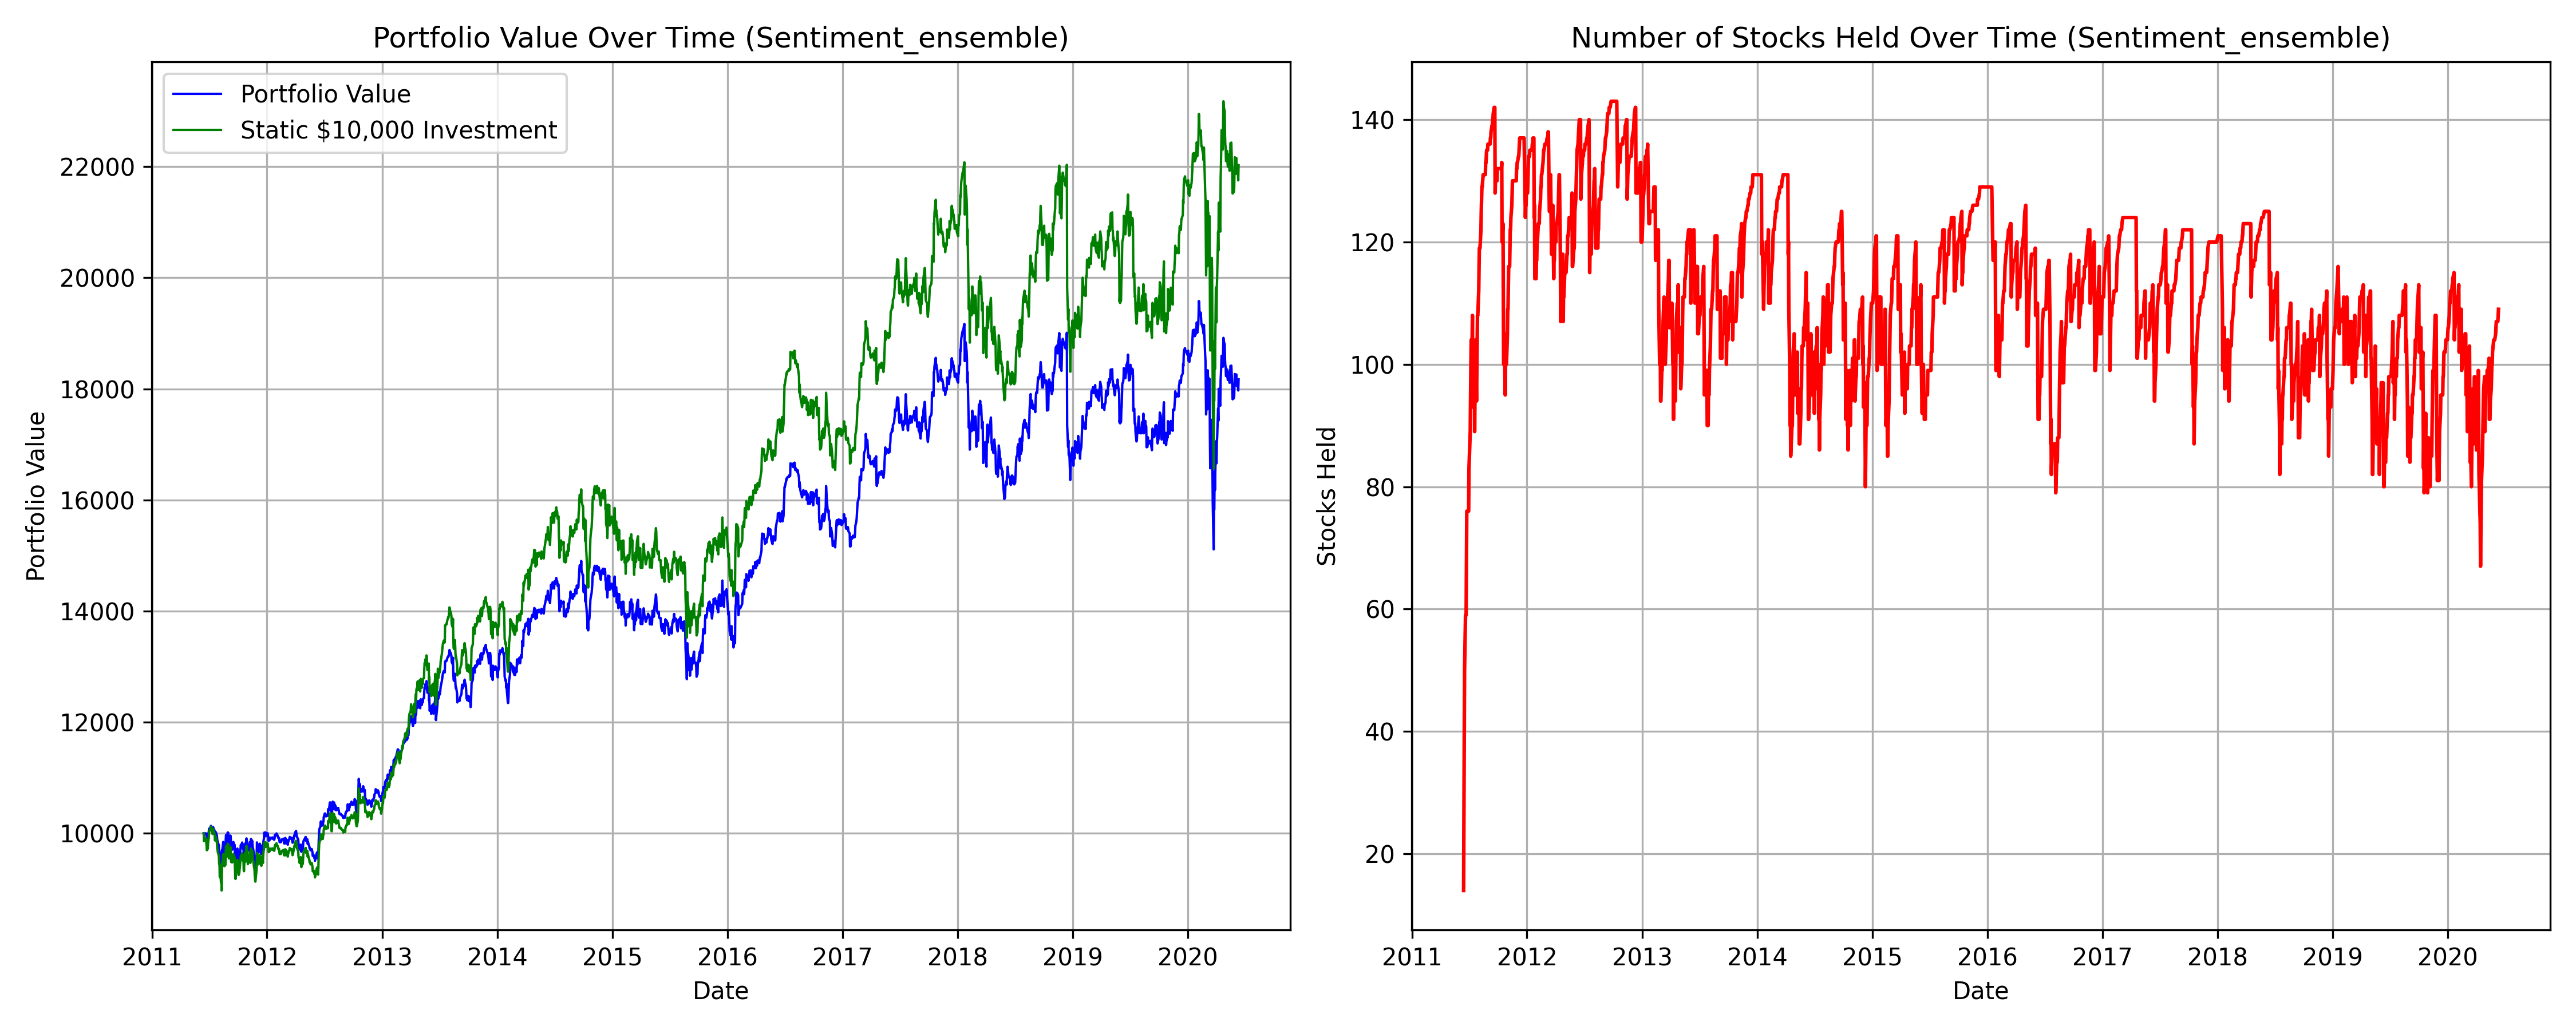 Portfolio Value Over Time (Sentiment_ensemble)
Portfolio Value
Static $10,000 Investment
22000
20000
18000
16000
14000
12000
10000
Portfolio Value
2011 2012 2013 2014 2015 2016 2017 2018 2019 2020
Date
Number of Stocks Held Over Time (Sentiment_ensemble)
140
120
100
80
60
40
20
Stocks Held
2011 2012 2013 2014 2015 2016 2017 2018 2019 2020
Date